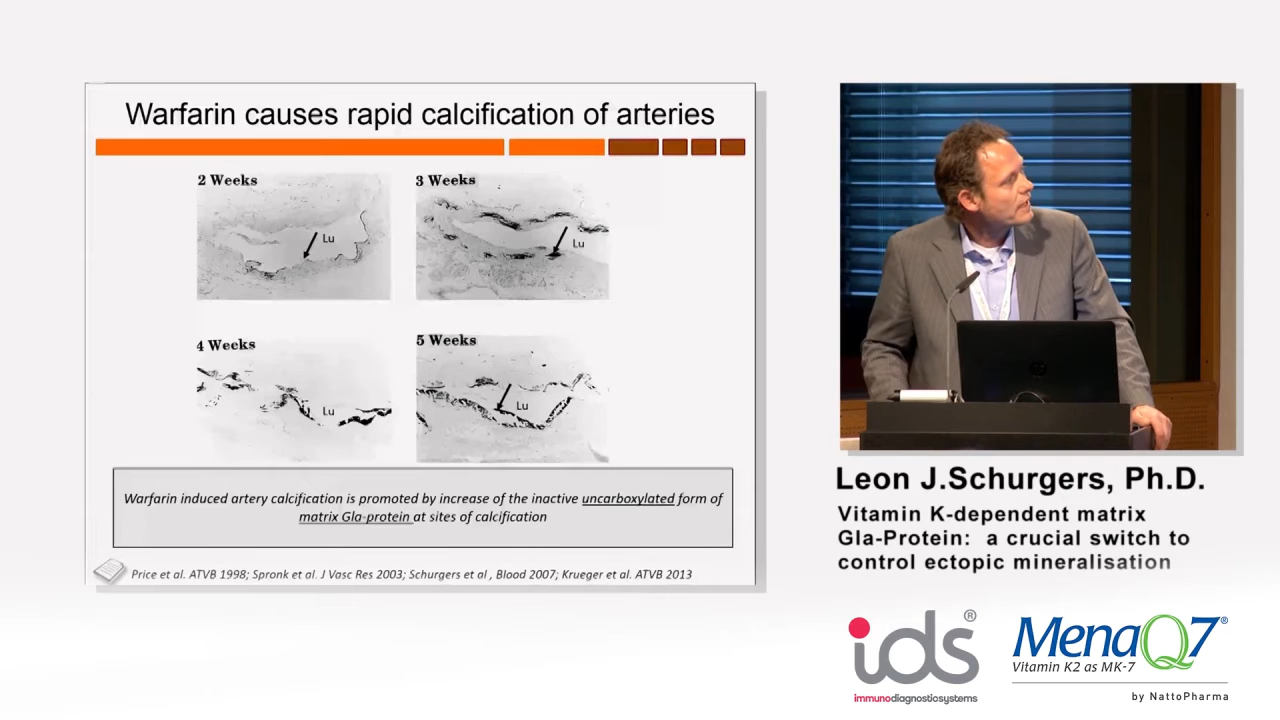 Warfarin causes rapid calcification of arteries
2 Weeks
Lu
3 Weeks
Lu
4 Weeks
Lu
5 Weeks
Lu
Warfarin induced artery calcification is promoted by increase of the inactive uncarboxylated form of
matrix Gla-protein at sites of calcification
Price et al. ATVB 1998; Spronk et al. J Vasc Res 2003; Schurgers et al , Blood 2007; Krueger et al. ATVB 2013
Leon J.Schurgers, Ph.D.
Vitamin K-dependent matrix
Gla-Protein: a crucial switch to
control ectopic mineralisation
ids®
immunodiagnosticsystems
MenaQ7®
Vitamin K2 as MK-7
by NattoPharma